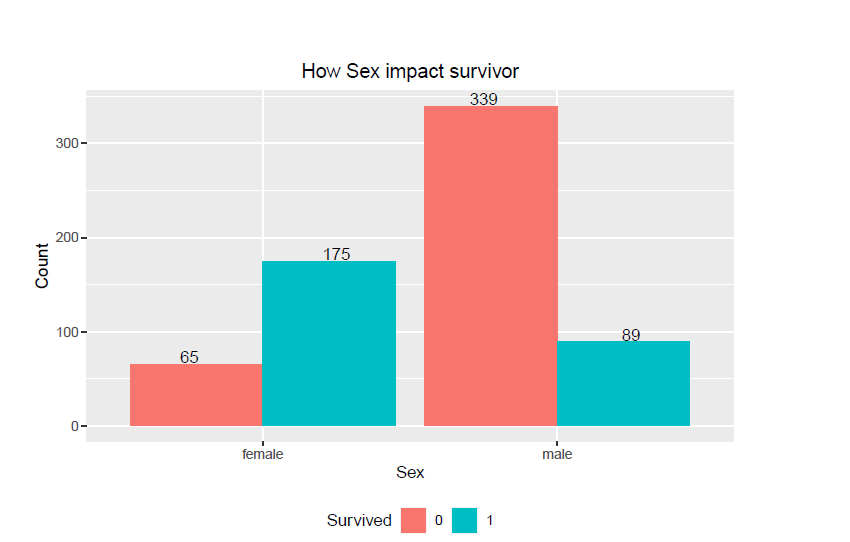 How Sex impact survivor
339
300
200
175
Count
100
89
65
0
female male
Sex
Survived 0 1